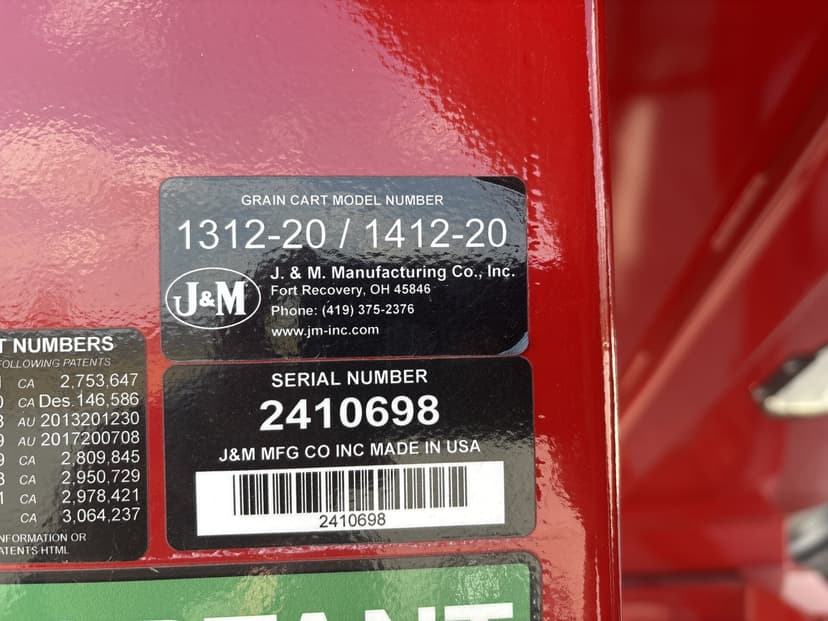 GRAIN CART MODEL NUMBER
1312-20 / 1412-20
J&M
J. & M. Manufacturing Co., Inc.
Fort Recovery, OH 45846
Phone: (419) 375-2376
www.jm-inc.com
T NUMBERS
FOLLOWING PATENTS
CA 2,753,647
CA Des.146,586
AU 2013201230
AU 2017200708
CA 2,809,845
CA 2,950,729
CA 2,978,421
CA 3,064,237
NFORMATION OR
ATENTS HTML
SERIAL NUMBER
2410698
J&M MFG CO INC MADE IN USA
2410698